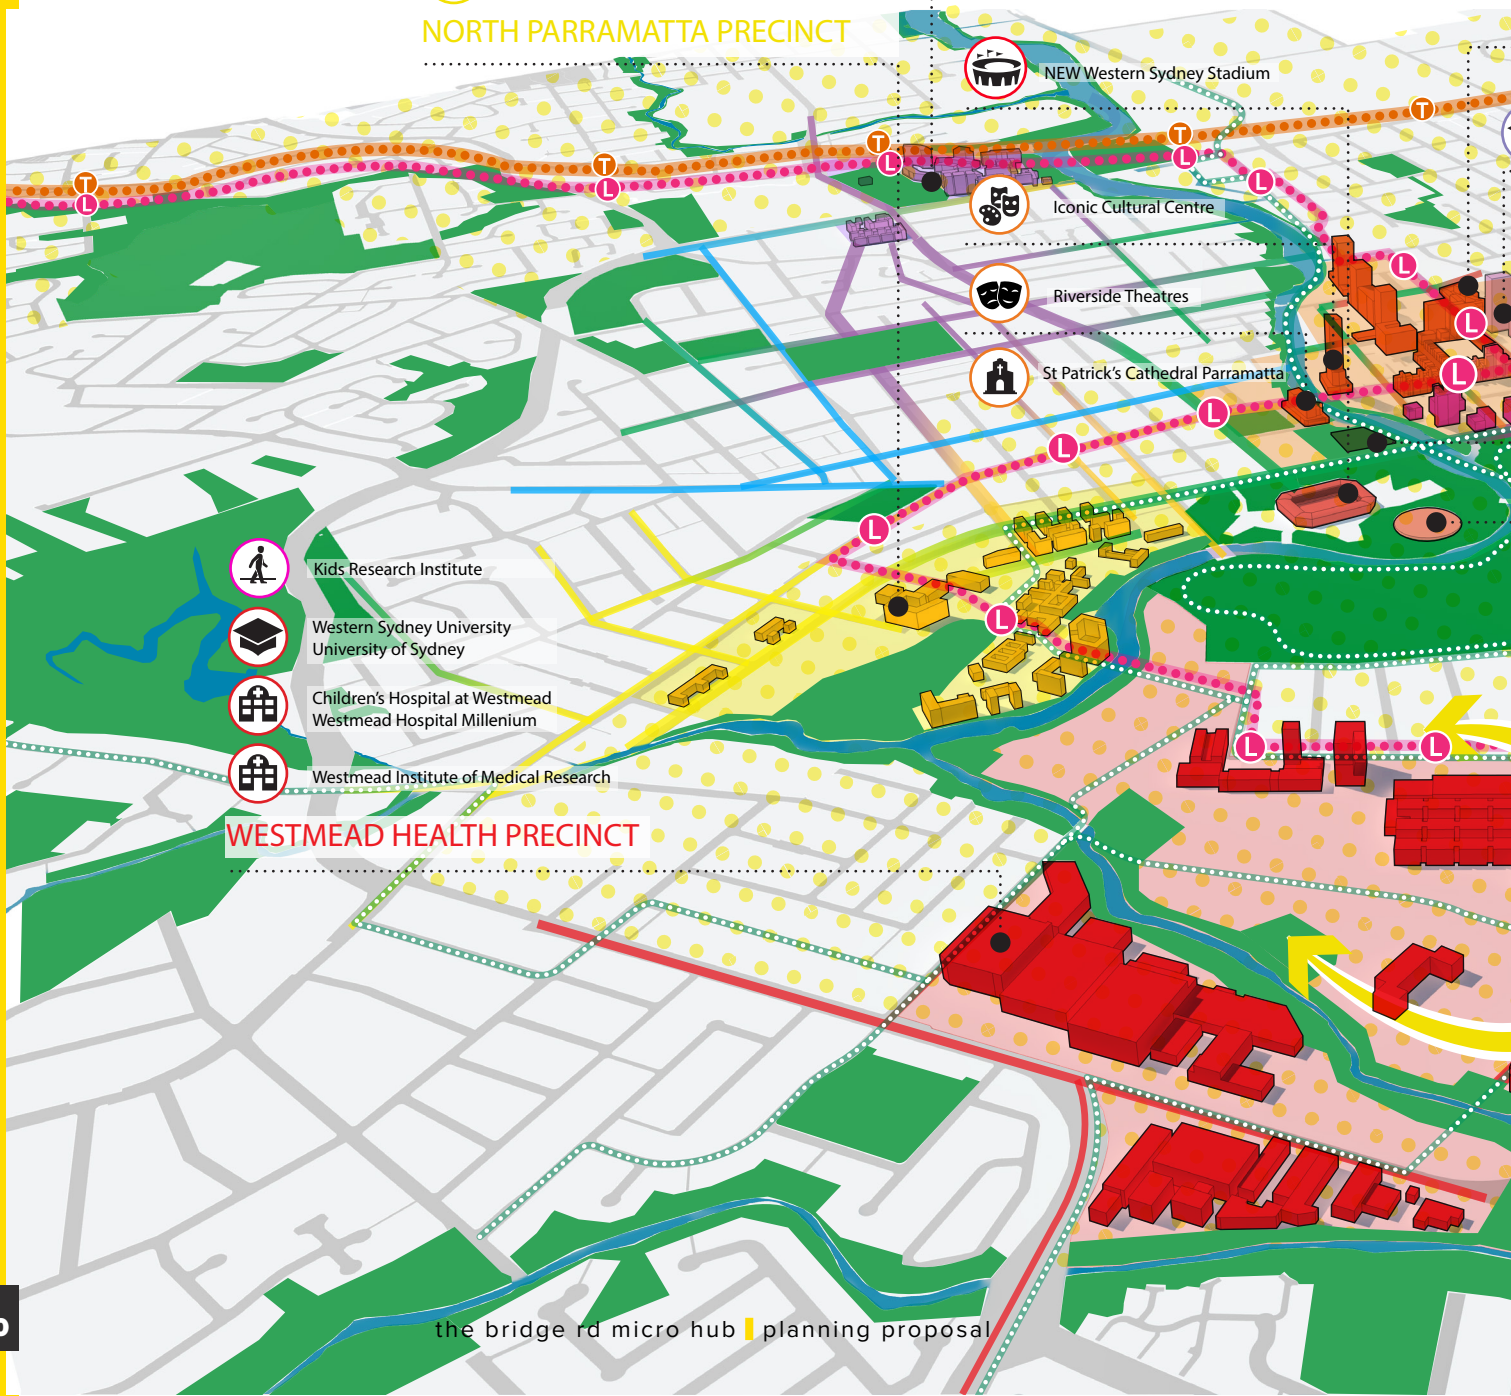 NORTH PARRAMATTA PRECINCT
NEW Western Sydney Stadium
T
T
T
T
T
L
L
L
L
L
Iconic Cultural Centre
L
Riverside Theatres
L
St Patrick's Cathedral Parramatta
L
L
L
L
Kids Research Institute
L
Western Sydney University
University of Sydney
Children's Hospital at Westmead
Westmead Hospital Millenium
L
L
Westmead Institute of Medical Research
WESTMEAD HEALTH PRECINCT
the bridge rd micro hub planning proposal